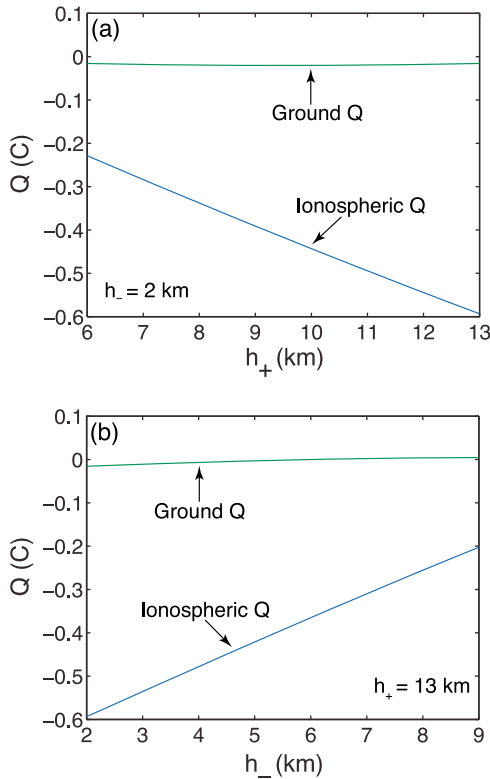 (a)
0.1
0
−0.1
−0.2
−0.3
−0.4
−0.5
−0.6
Q (C)
Ground Q
Ionospheric Q
h₋ = 2 km
6 7 8 9 10 11 12 13
h₊ (km)
(b)
0.1
0
−0.1
−0.2
−0.3
−0.4
−0.5
−0.6
Q (C)
Ground Q
Ionospheric Q
h₊ = 13 km
2 3 4 5 6 7 8 9
h₋ (km)